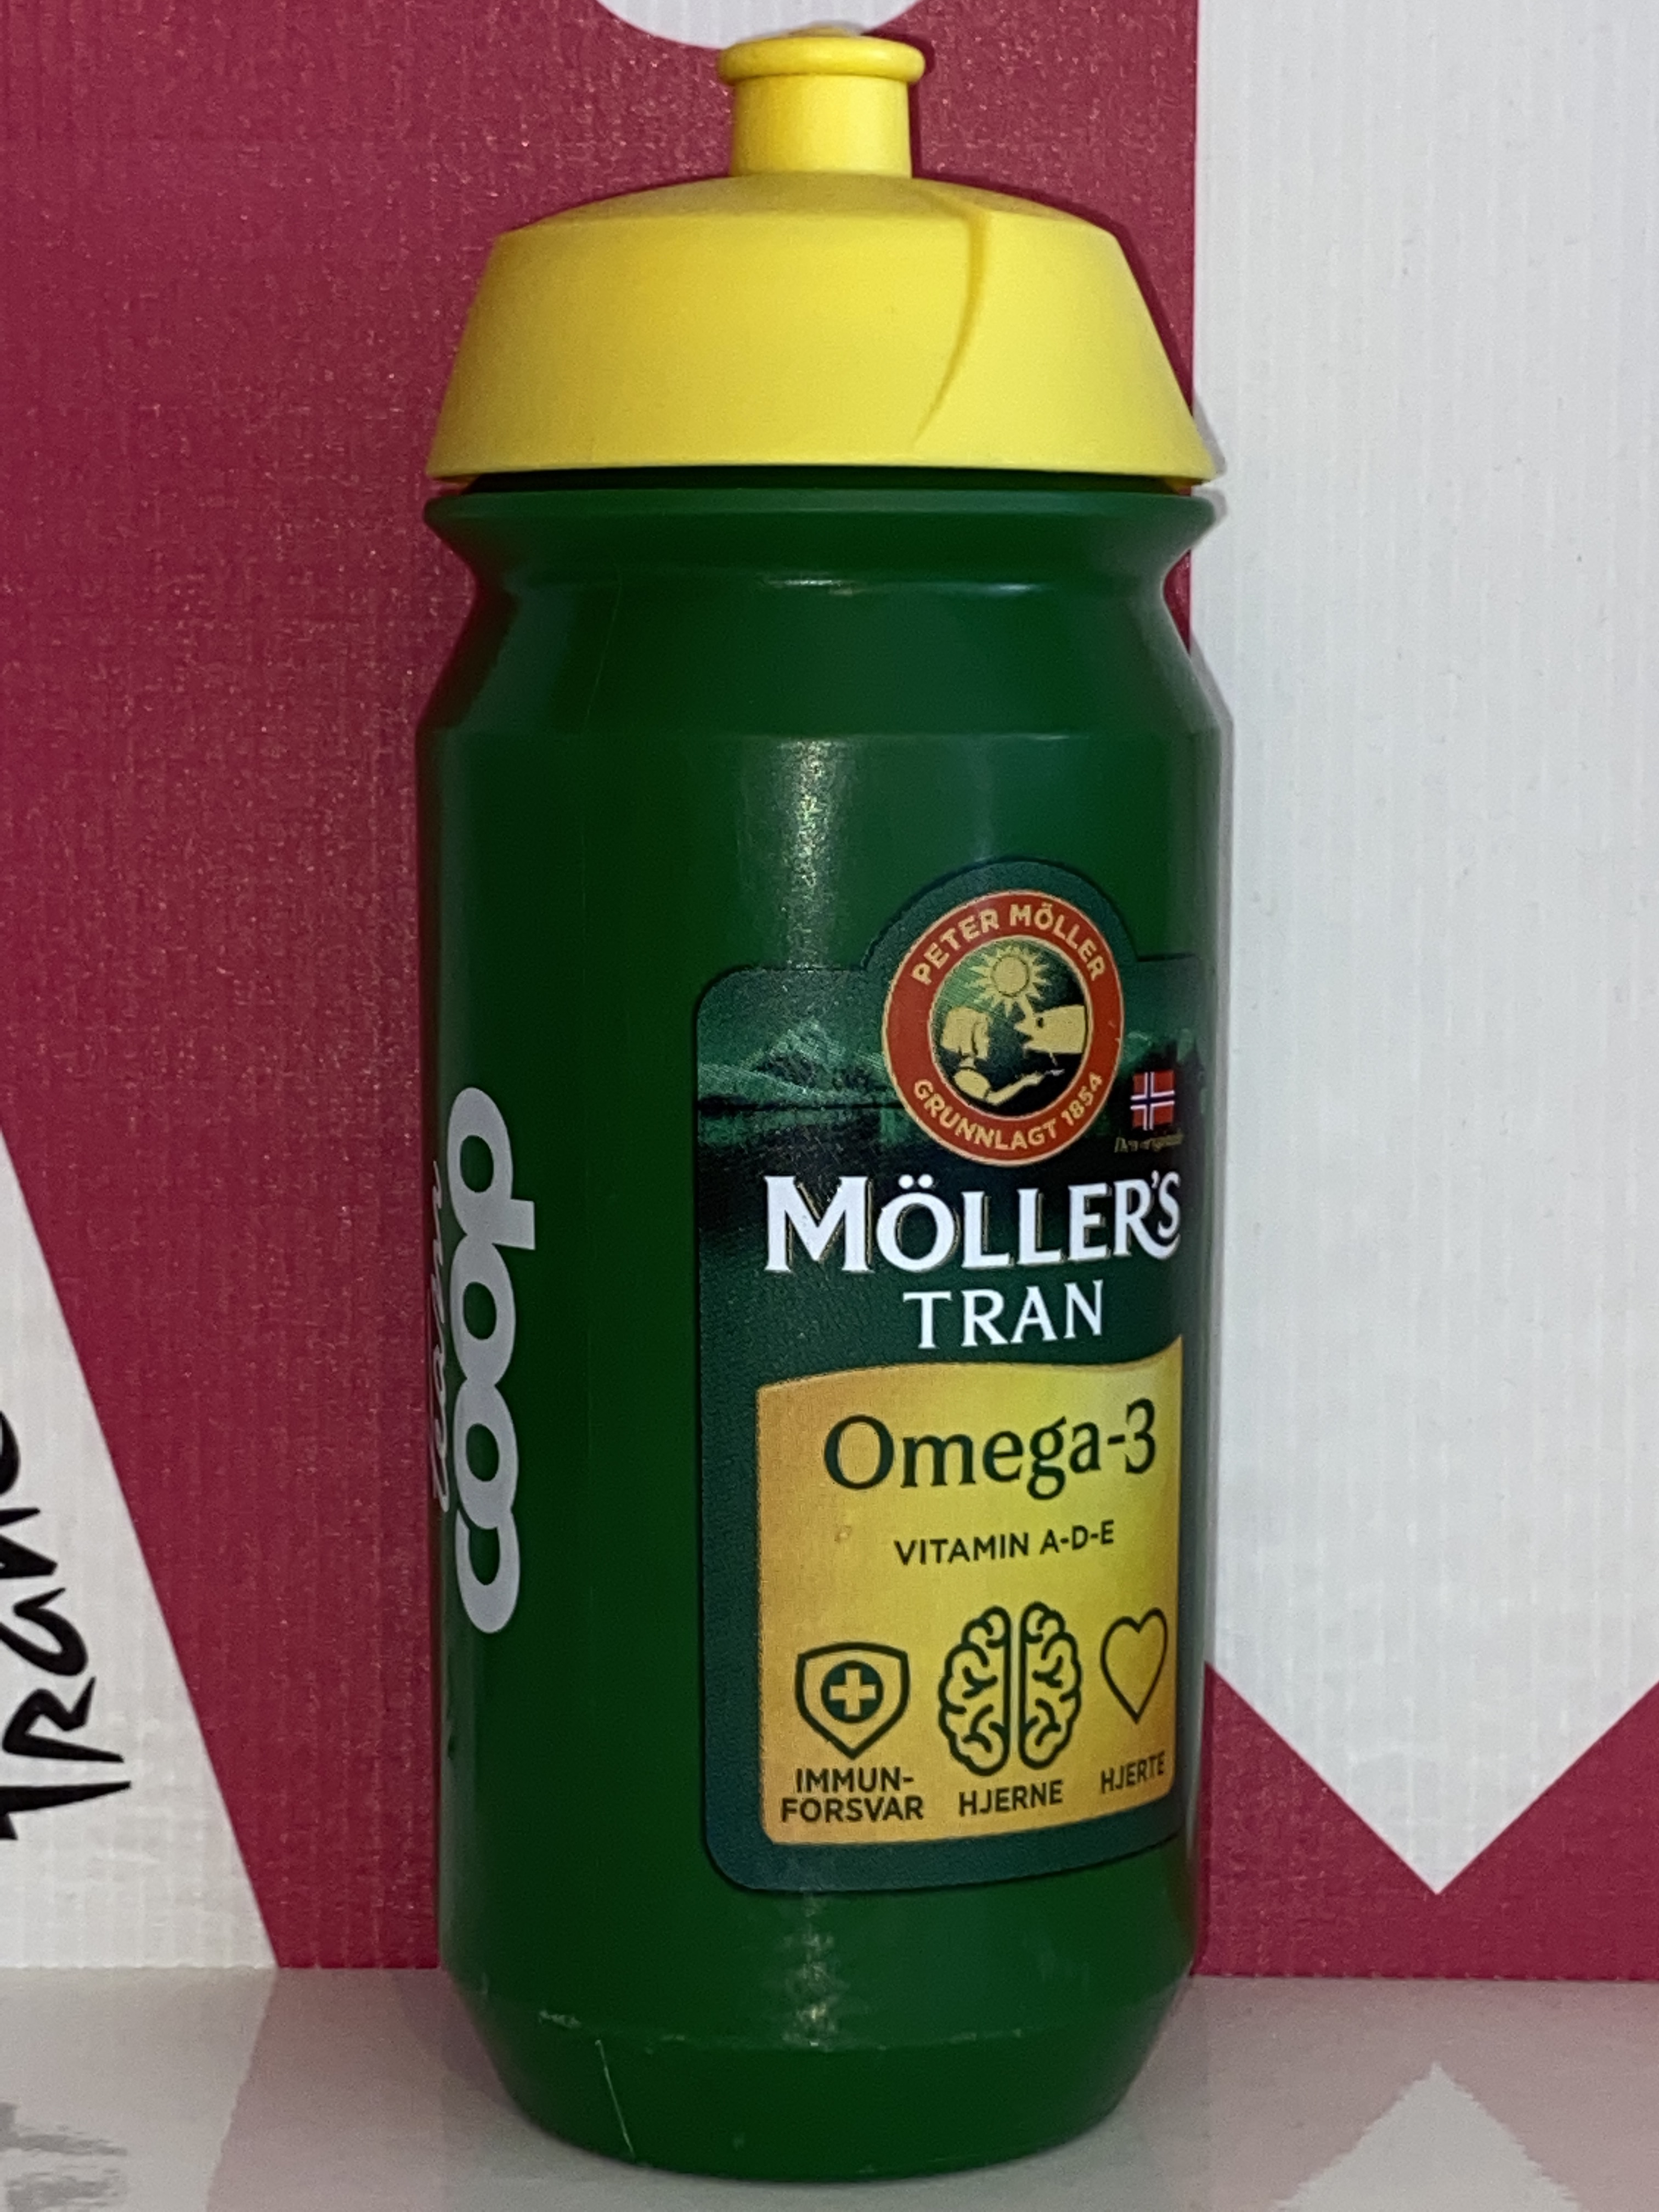 PETER MÖLLER
GRUNNLAGT 1854
MÖLLER'S
TRAN
Omega-3
VITAMIN A-D-E
IMMUN-
FORSVAR
HJERNE
HJERTE
coop